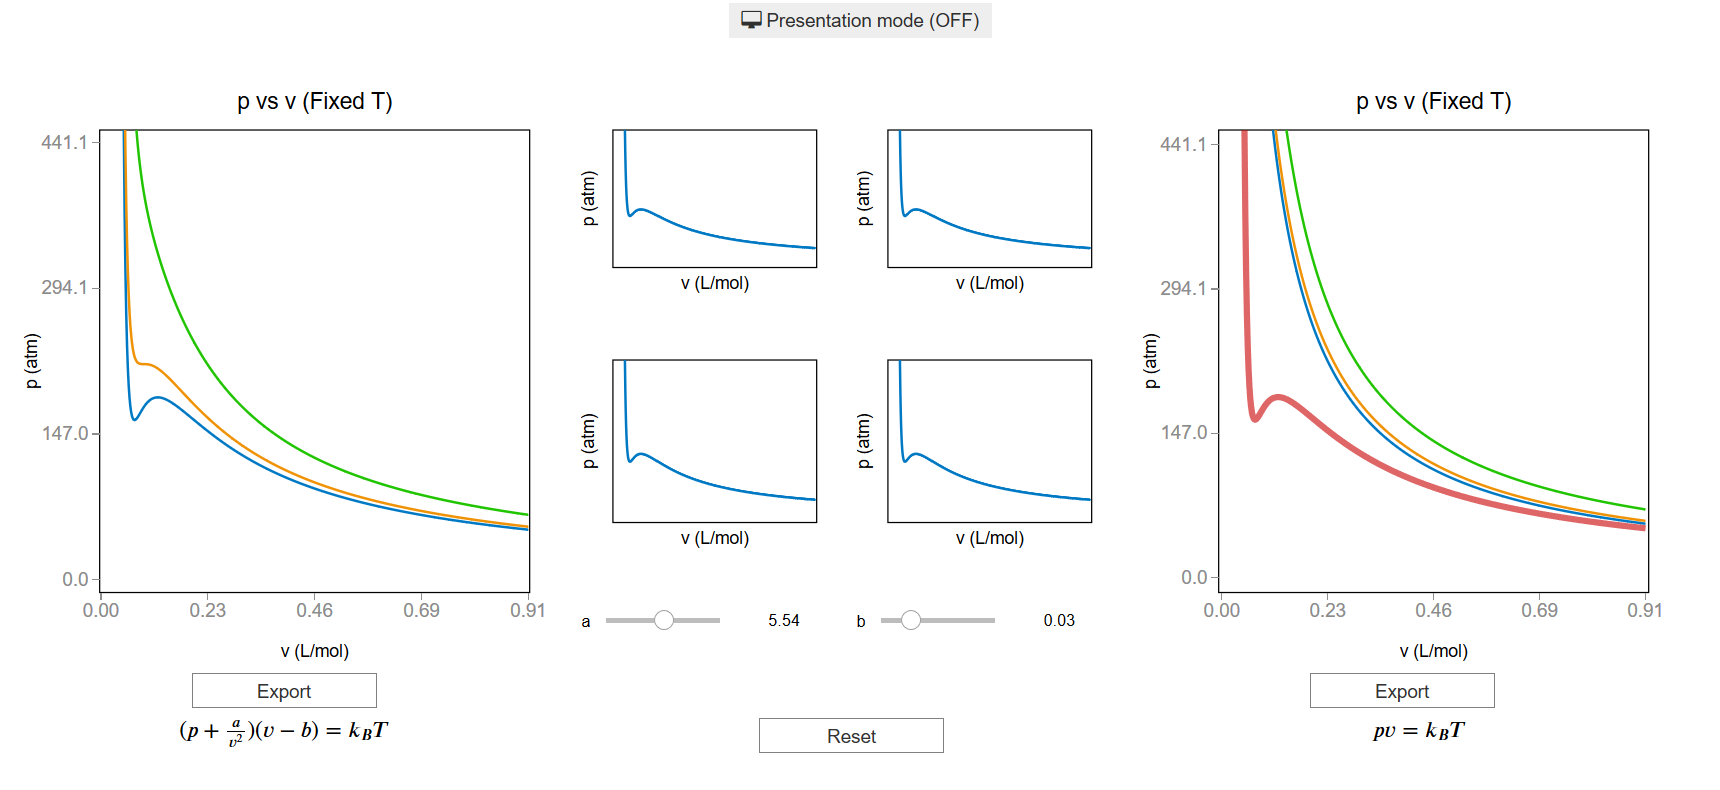 Presentation mode (OFF)
p vs v (Fixed T)
441.1
294.1
147.0
0.0
p (atm)
0.00 0.23 0.46 0.69 0.91
v (L/mol)
Export
(p + a/v²)(v − b) = k_B T
p (atm)
v (L/mol)
p (atm)
v (L/mol)
p (atm)
v (L/mol)
p (atm)
v (L/mol)
a 5.54
b 0.03
Reset
p vs v (Fixed T)
441.1
294.1
147.0
0.0
p (atm)
0.00 0.23 0.46 0.69 0.91
v (L/mol)
Export
pv = k_B T